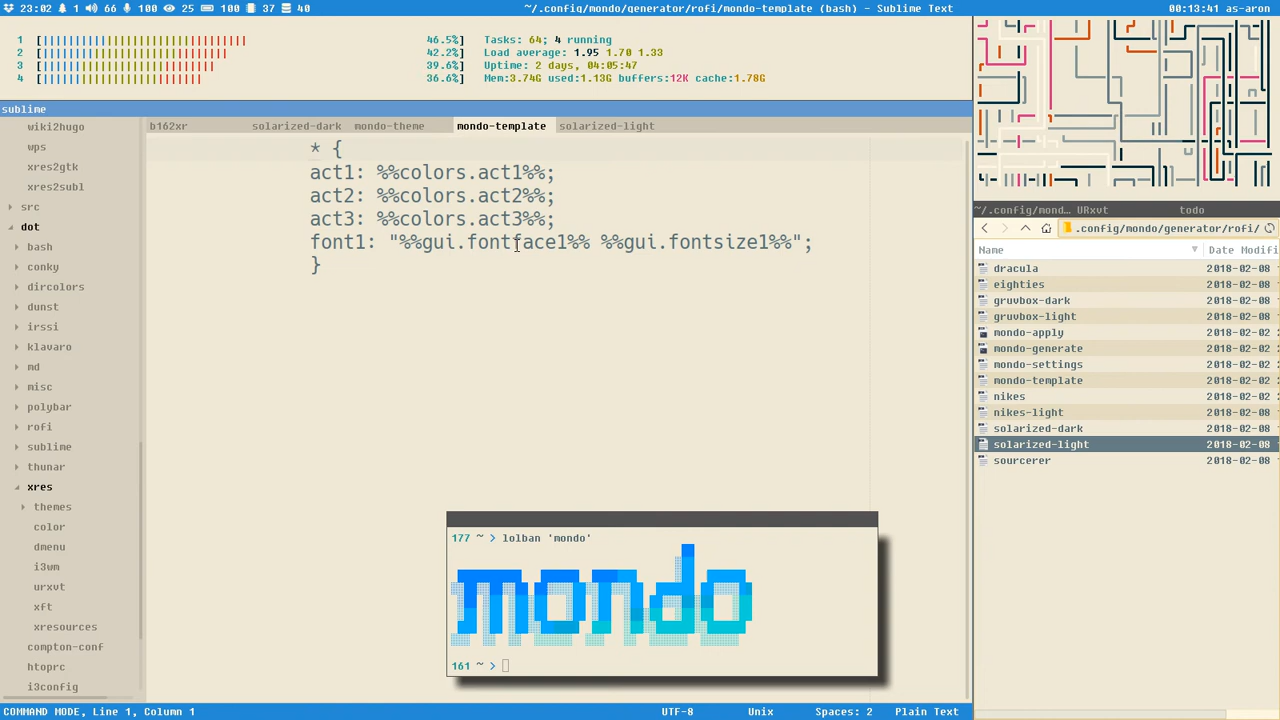 23:02 1 66 100 25 100 37 40 ~/.config/mondo/generator/rofi/mondo-template (bash) - Sublime Text 00:13:41 as-aron
1 [|||||||||||||||||||||||||||||||||| 46.5%] Tasks: 64; 4 running
2 [||||||||||||||||||||||||||||||| 42.2%] Load average: 1.95 1.70 1.33
3 [||||||||||||||||||||||||||||| 39.6%] Uptime: 2 days, 04:05:47
4 [||||||||||||||||||||||||||| 36.6%] Mem:3.74G used:1.13G buffers:12K cache:1.78G
sublime
wiki2hugo
wps
xres2gtk
xres2subl
src
dot
bash
conky
dircolors
dunst
irssi
klavaro
md
misc
polybar
rofi
sublime
thunar
xres
themes
color
dmenu
i3wm
urxvt
xft
xresources
compton-conf
htoprc
i3config
b162xr solarized-dark mondo-theme mondo-template solarized-light
* {
act1: %%colors.act1%%;
act2: %%colors.act2%%;
act3: %%colors.act3%%;
font1: "%%gui.fontface1%% %%gui.fontsize1%%";
}
177 ~ > lolban 'mondo'
mondo
161 ~ >
~/.config/mond... URxvt todo
.config/mondo/generator/rofi/
Name Modified
dracula 2018-02-08
eighties 2018-02-08
gruvbox-dark 2018-02-08
gruvbox-light 2018-02-08
mondo-apply 2018-02-02
mondo-generate 2018-02-02
mondo-settings 2018-02-02
mondo-template 2018-02-02
nikes 2018-02-02
nikes-light 2018-02-08
solarized-dark 2018-02-08
solarized-light 2018-02-08
sourcerer 2018-02-08
COMMAND MODE, Line 1, Column 1 UTF-8 Unix Spaces: 2 Plain Text